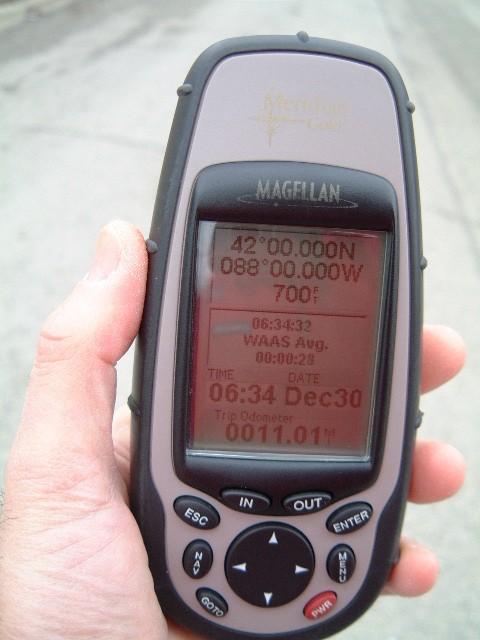 Meridian
Gold
MAGELLAN
42°00.000N
088°00.000W
700FT
06:34:32
WAAS Avg.
00:00:28
TIME DATE
06:34 Dec30
Trip Odometer
0011.01MI
IN OUT
ESC ENTER
NAV MENU
GOTO PWR